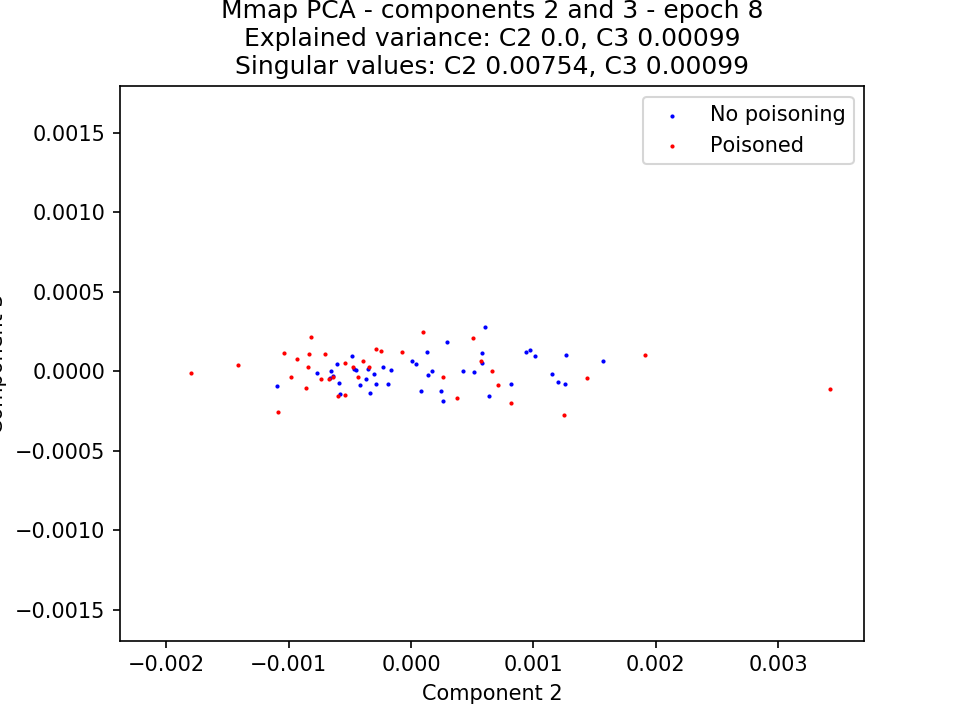 Mmap PCA - components 2 and 3 - epoch 8
Explained variance: C2 0.0, C3 0.00099
Singular values: C2 0.00754, C3 0.00099
No poisoning
Poisoned
0.0015
0.0010
0.0005
0.0000
−0.0005
−0.0010
−0.0015
−0.002 −0.001 0.000 0.001 0.002 0.003
Component 2